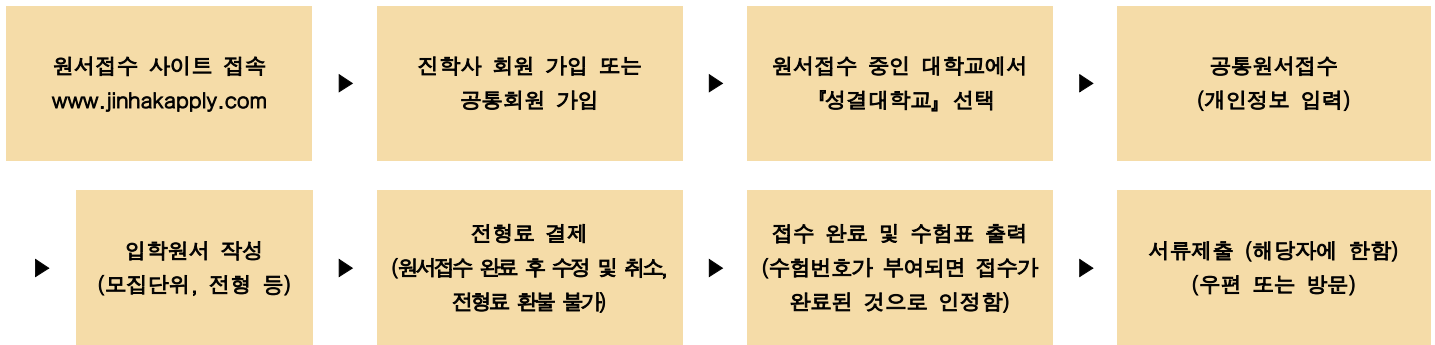 원서접수 사이트 접속
www.jinhakapply.com
▶
진학사 회원 가입 또는
공통회원 가입
▶
원서접수 중인 대학교에서
『성결대학교』 선택
▶
공통원서접수
(개인정보 입력)
▶
입학원서 작성
(모집단위, 전형 등)
▶
전형료 결제
(원서접수 완료 후 수정 및 취소,
전형료 환불 불가)
▶
접수 완료 및 수험표 출력
(수험번호가 부여되면 접수가
완료된 것으로 인정함)
▶
서류제출 (해당자에 한함)
(우편 또는 방문)